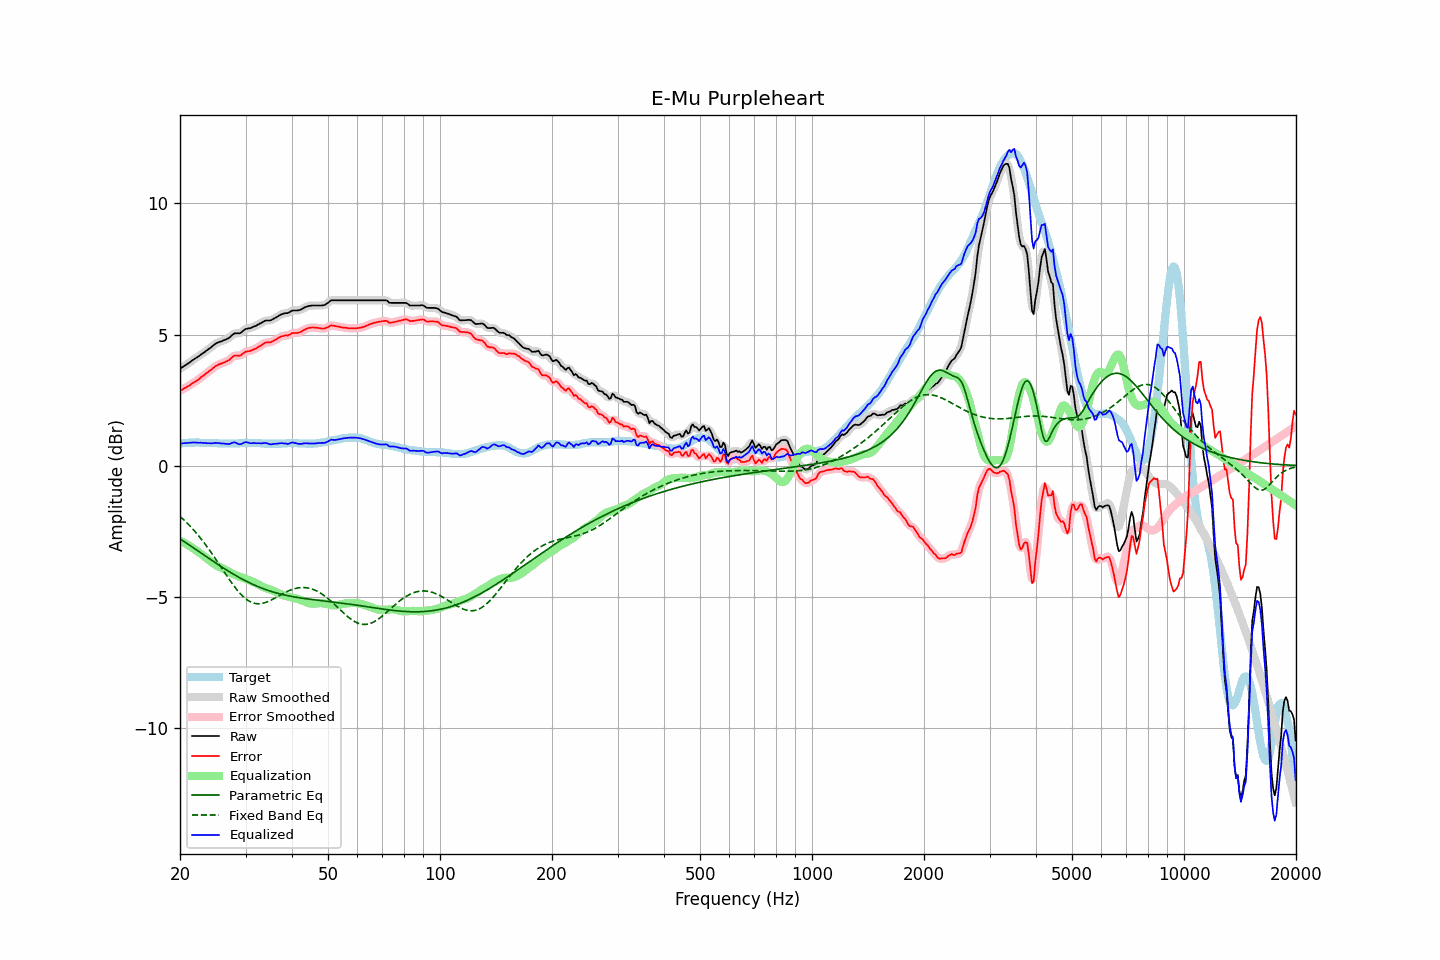 E-Mu Purpleheart
Amplitude (dBr)
10
5
0
−5
−10
Target
Raw Smoothed
Error Smoothed
Raw
Error
Equalization
Parametric Eq
Fixed Band Eq
Equalized
20 50 100 200 500 1000 2000 5000 10000 20000
Frequency (Hz)